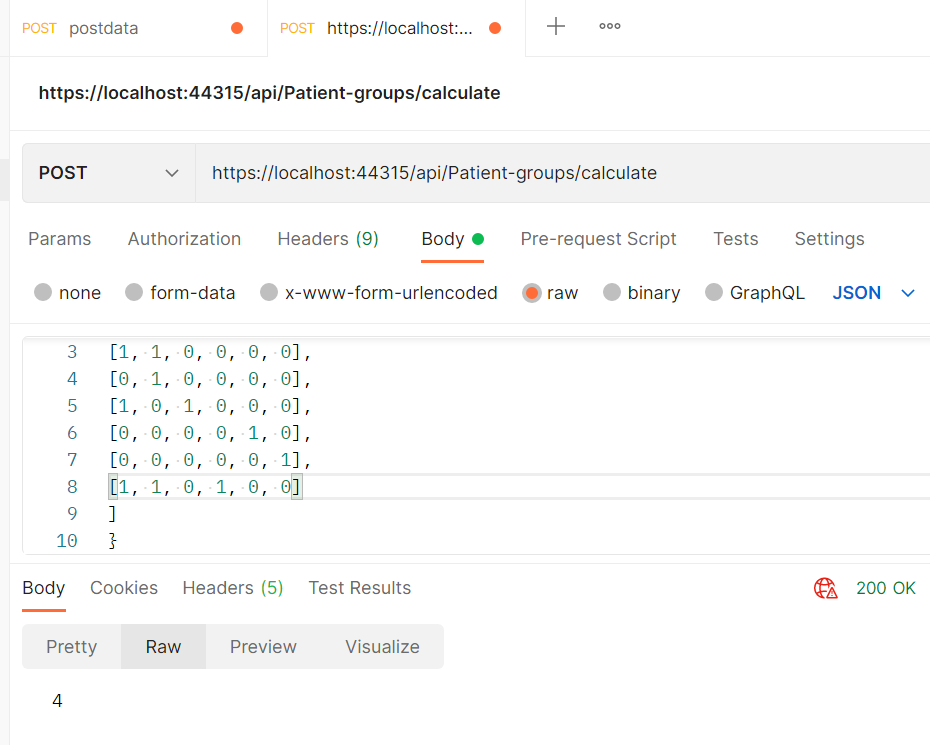 POST postdata POST https://localhost:...
https://localhost:44315/api/Patient-groups/calculate
POST https://localhost:44315/api/Patient-groups/calculate
Params Authorization Headers (9) Body Pre-request Script Tests Settings
none form-data x-www-form-urlencoded raw binary GraphQL JSON
3 [1, 1, 0, 0, 0, 0],
4 [0, 1, 0, 0, 0, 0],
5 [1, 0, 1, 0, 0, 0],
6 [0, 0, 0, 0, 1, 0],
7 [0, 0, 0, 0, 0, 1],
8 [1, 1, 0, 1, 0, 0]
9 ]
10 }
Body Cookies Headers (5) Test Results 200 OK
Pretty Raw Preview Visualize
4